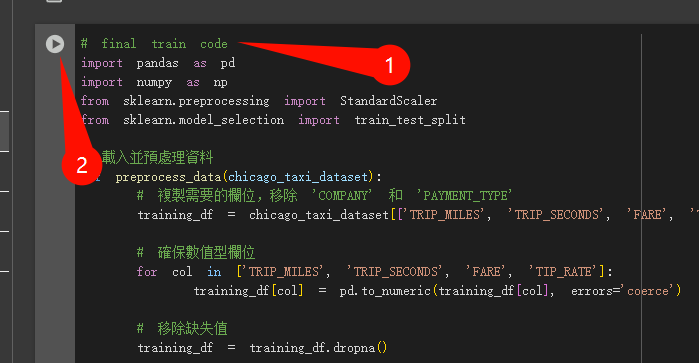 # final train code
1
import pandas as pd
import numpy as np
from sklearn.preprocessing import StandardScaler
from sklearn.model_selection import train_test_split
2
載入並預處理資料
preprocess_data(chicago_taxi_dataset):
# 複製需要的欄位，移除 'COMPANY' 和 'PAYMENT_TYPE'
training_df = chicago_taxi_dataset[['TRIP_MILES', 'TRIP_SECONDS', 'FARE',
# 確保數值型欄位
for col in ['TRIP_MILES', 'TRIP_SECONDS', 'FARE', 'TIP_RATE']:
training_df[col] = pd.to_numeric(training_df[col], errors='coerce')
# 移除缺失值
training_df = training_df.dropna()